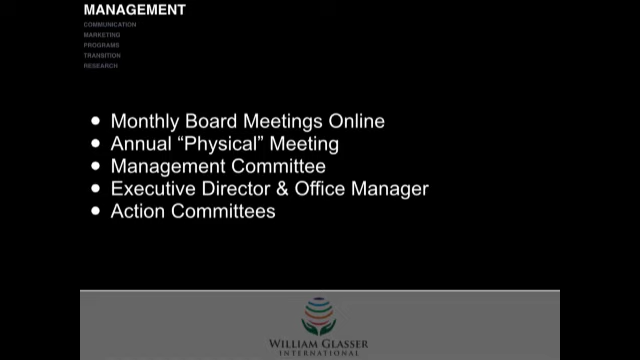 MANAGEMENT
COMMUNICATION
MARKETING
PROGRAMS
TRANSITION
RESEARCH
• Monthly Board Meetings Online
• Annual “Physical” Meeting
• Management Committee
• Executive Director & Office Manager
• Action Committees
WILLIAM GLASSER
INTERNATIONAL